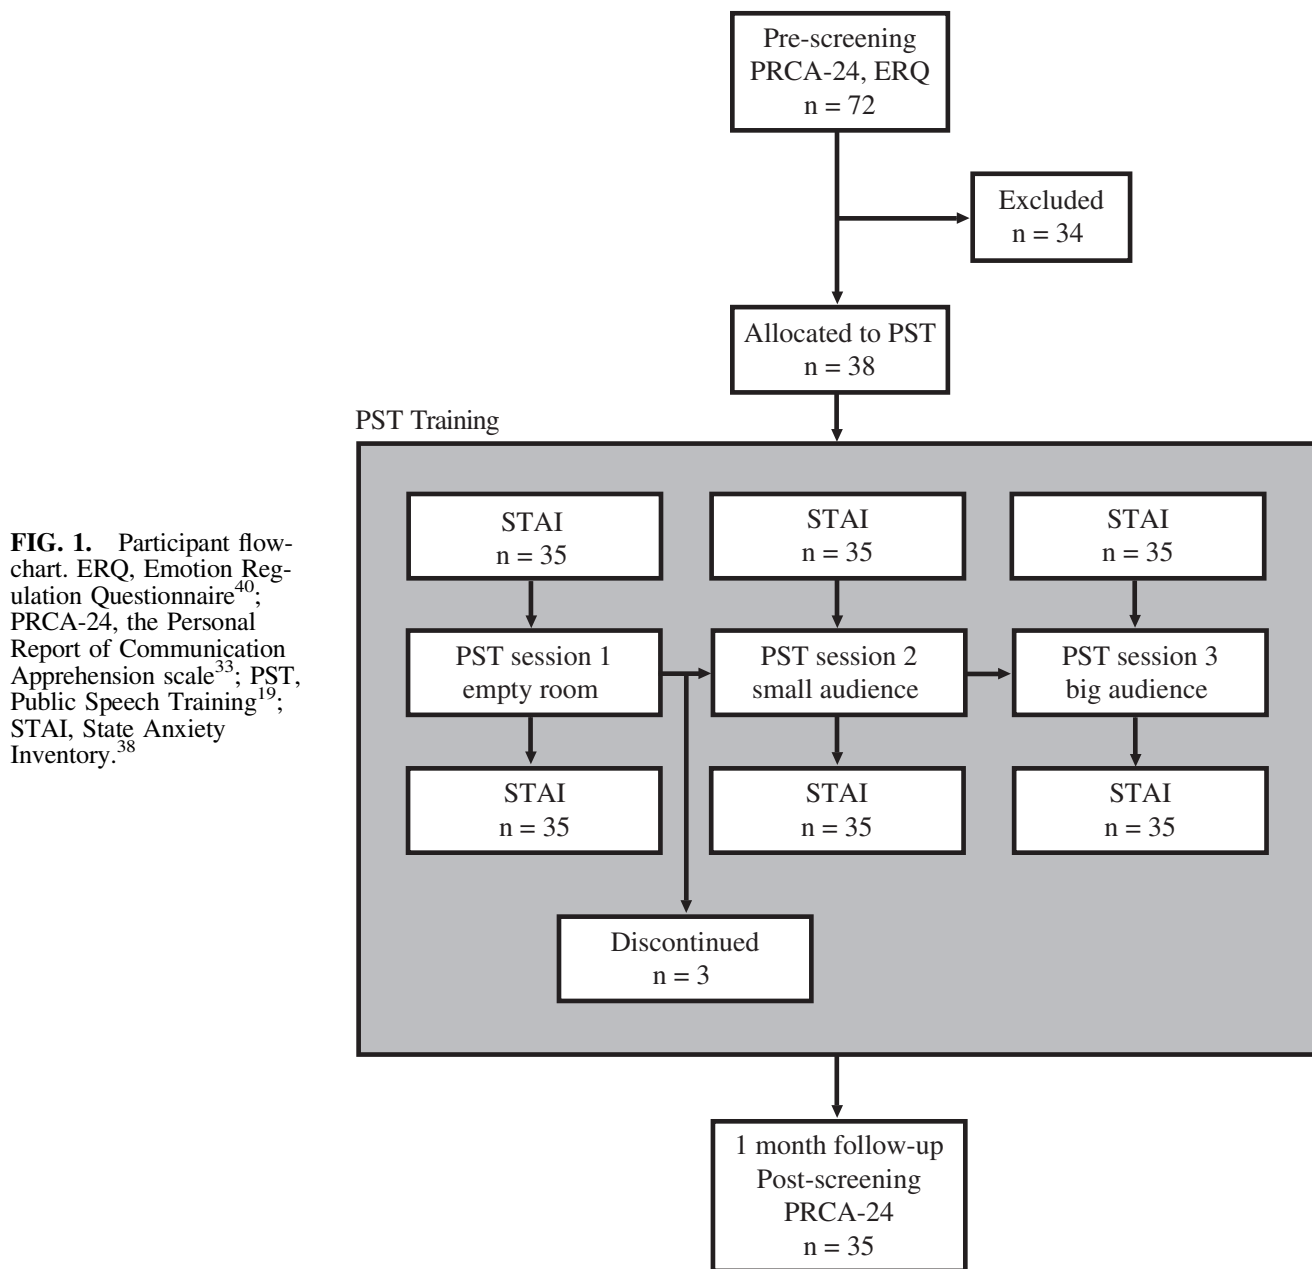 Pre-screening
PRCA-24, ERQ
n = 72
Excluded
n = 34
Allocated to PST
n = 38
PST Training
STAI
n = 35
STAI
n = 35
STAI
n = 35
PST session 1
empty room
PST session 2
small audience
PST session 3
big audience
STAI
n = 35
STAI
n = 35
STAI
n = 35
Discontinued
n = 3
1 month follow-up
Post-screening
PRCA-24
n = 35
FIG. 1. Participant flow-
chart. ERQ, Emotion Reg-
ulation Questionnaire40;
PRCA-24, the Personal
Report of Communication
Apprehension scale33; PST,
Public Speech Training19;
STAI, State Anxiety
Inventory.38